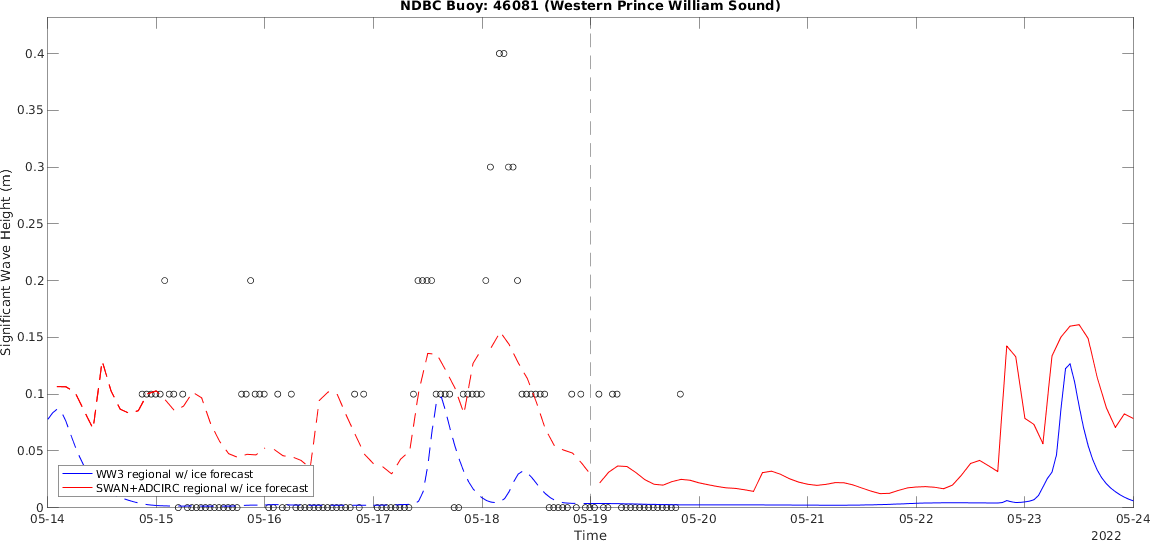 NDBC Buoy: 46081 (Western Prince William Sound)
Significant Wave Height (m)
0.4
0.35
0.3
0.25
0.2
0.15
0.1
0.05
0
WW3 regional w/ ice forecast
SWAN+ADCIRC regional w/ ice forecast
05-14 05-15 05-16 05-17 05-18 05-19 05-20 05-21 05-22 05-23 05-24
Time
2022